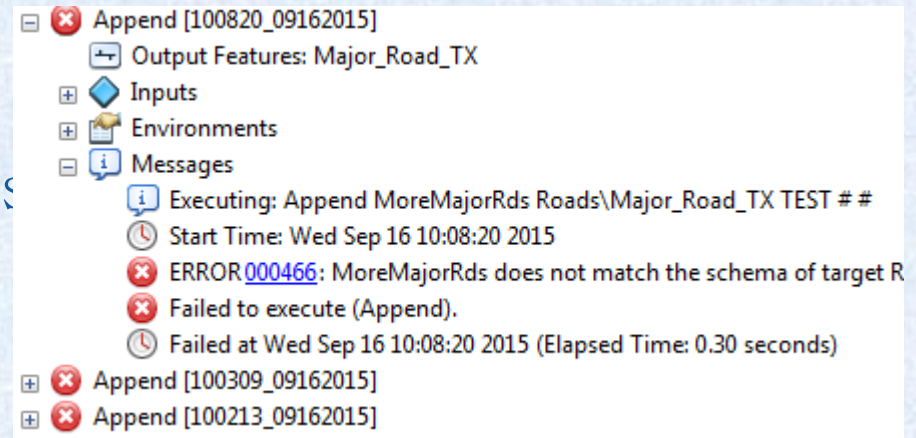 Append [100820_09162015]
Output Features: Major_Road_TX
Inputs
Environments
Messages
Executing: Append MoreMajorRds Roads\Major_Road_TX TEST # #
Start Time: Wed Sep 16 10:08:20 2015
ERROR 000466: MoreMajorRds does not match the schema of target R
Failed to execute (Append).
Failed at Wed Sep 16 10:08:20 2015 (Elapsed Time: 0.30 seconds)
Append [100309_09162015]
Append [100213_09162015]